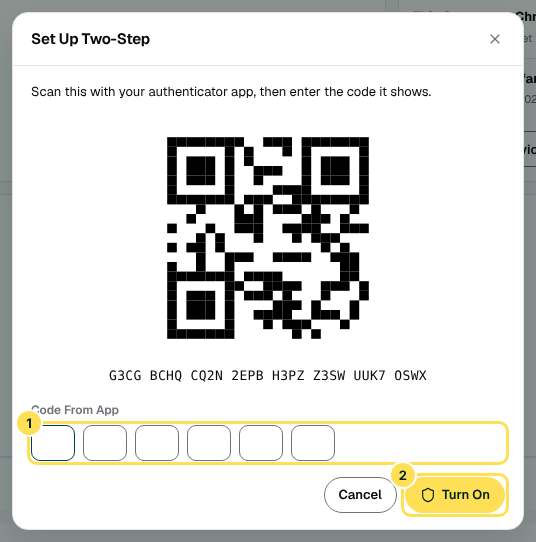 Set Up Two-Step
Scan this with your authenticator app, then enter the code it shows.
G3CG BCHQ CQ2N 2EPB H3PZ Z3SW UUK7 OSWX
Code From App
1
2
Cancel
Turn On